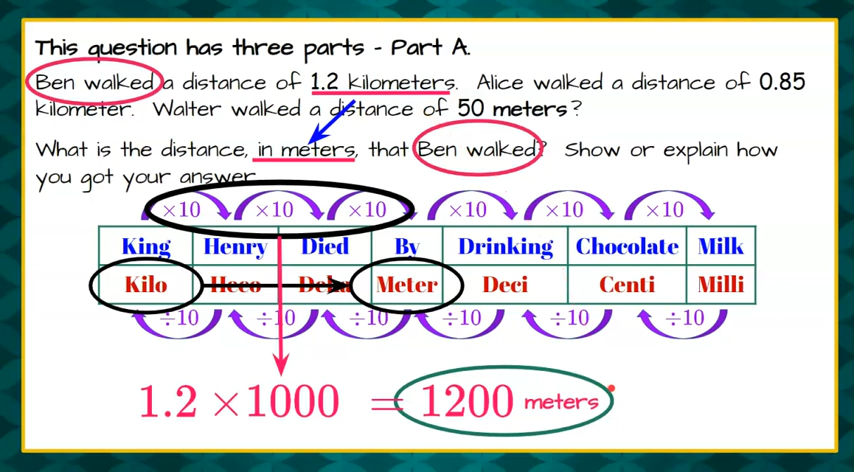 This question has three parts - Part A.
Ben walked a distance of 1.2 kilometers. Alice walked a distance of 0.85
kilometer. Walter walked a distance of 50 meters?
What is the distance, in meters, that Ben walked? Show or explain how
you got your answer.
×10 ×10 ×10 ×10 ×10 ×10
King Henry Died By Drinking Chocolate Milk
Kilo Heco Deka Meter Deci Centi Milli
÷10 ÷10 ÷10 ÷10 ÷10 ÷10
1.2 ×1000 = 1200 meters